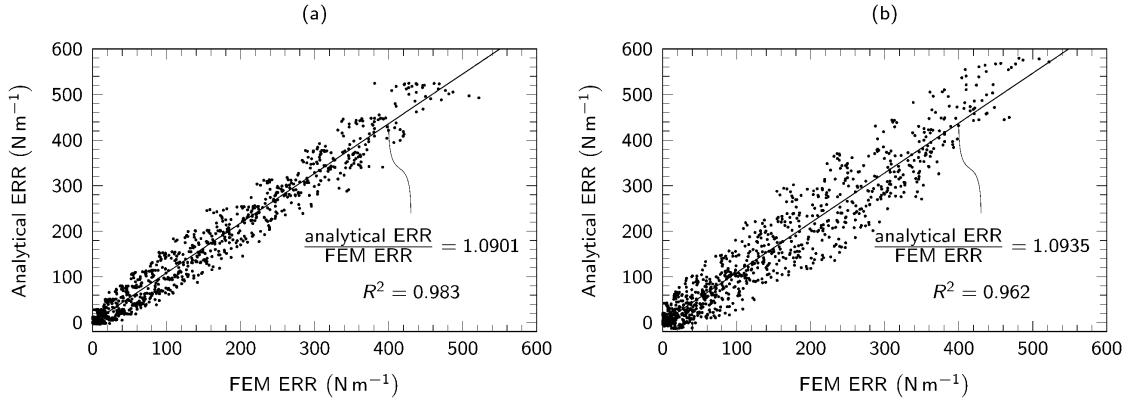 (a)
600
500
400
300
200
100
0
0 100 200 300 400 500 600
Analytical ERR (N m⁻¹)
FEM ERR (N m⁻¹)
analytical ERR
FEM ERR
= 1.0901
R² = 0.983
(b)
600
500
400
300
200
100
0
0 100 200 300 400 500 600
Analytical ERR (N m⁻¹)
FEM ERR (N m⁻¹)
analytical ERR
FEM ERR
= 1.0935
R² = 0.962